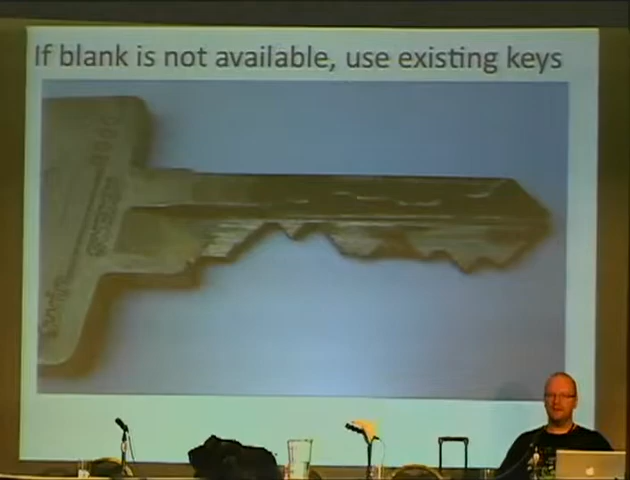 If blank is not available, use existing keys